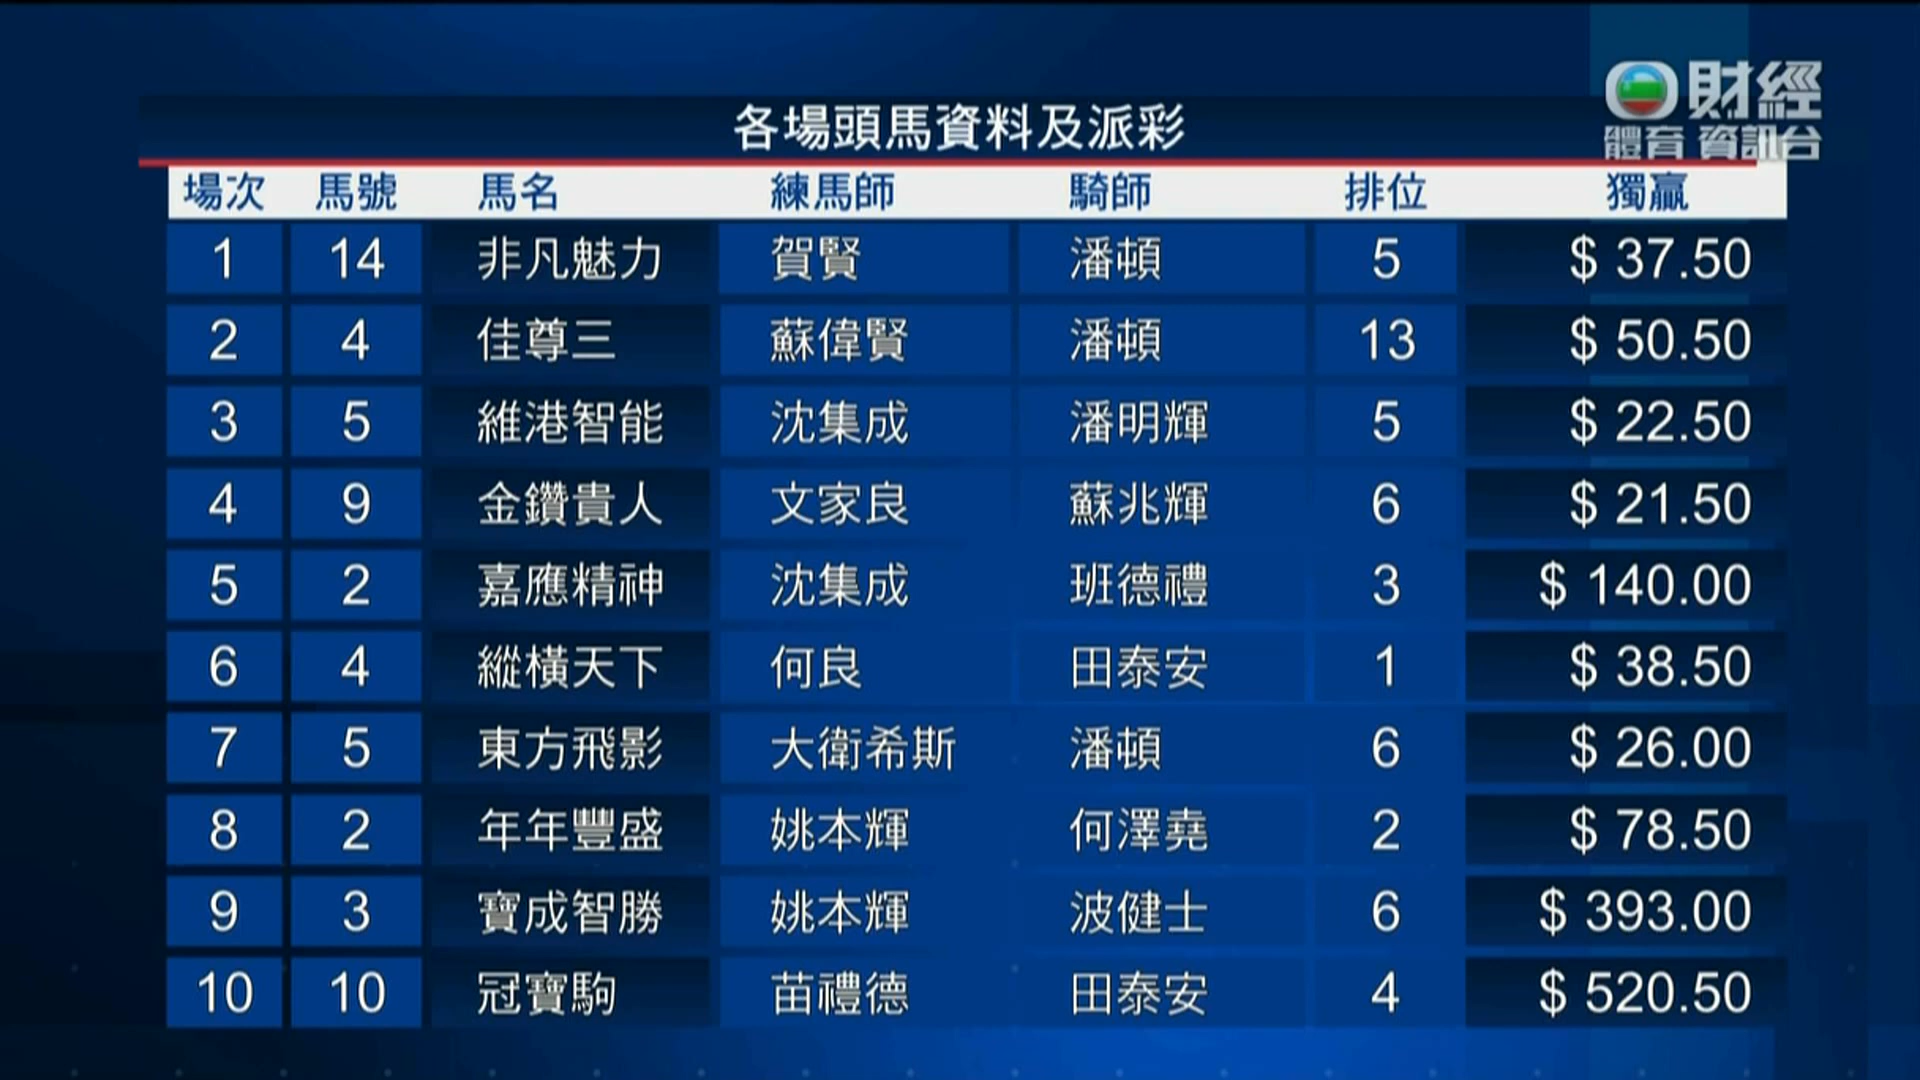 財經
體育 資訊台
各場頭馬資料及派彩
場次 馬號 馬名 練馬師 騎師 排位 獨贏
1 14 非凡魅力 賀賢 潘頓 5 $ 37.50
2 4 佳尊三 蘇偉賢 潘頓 13 $ 50.50
3 5 維港智能 沈集成 潘明輝 5 $ 22.50
4 9 金鑽貴人 文家良 蘇兆輝 6 $ 21.50
5 2 嘉應精神 沈集成 班德禮 3 $ 140.00
6 4 縱橫天下 何良 田泰安 1 $ 38.50
7 5 東方飛影 大衛希斯 潘頓 6 $ 26.00
8 2 年年豐盛 姚本輝 何澤堯 2 $ 78.50
9 3 寶成智勝 姚本輝 波健士 6 $ 393.00
10 10 冠寶駒 苗禮德 田泰安 4 $ 520.50